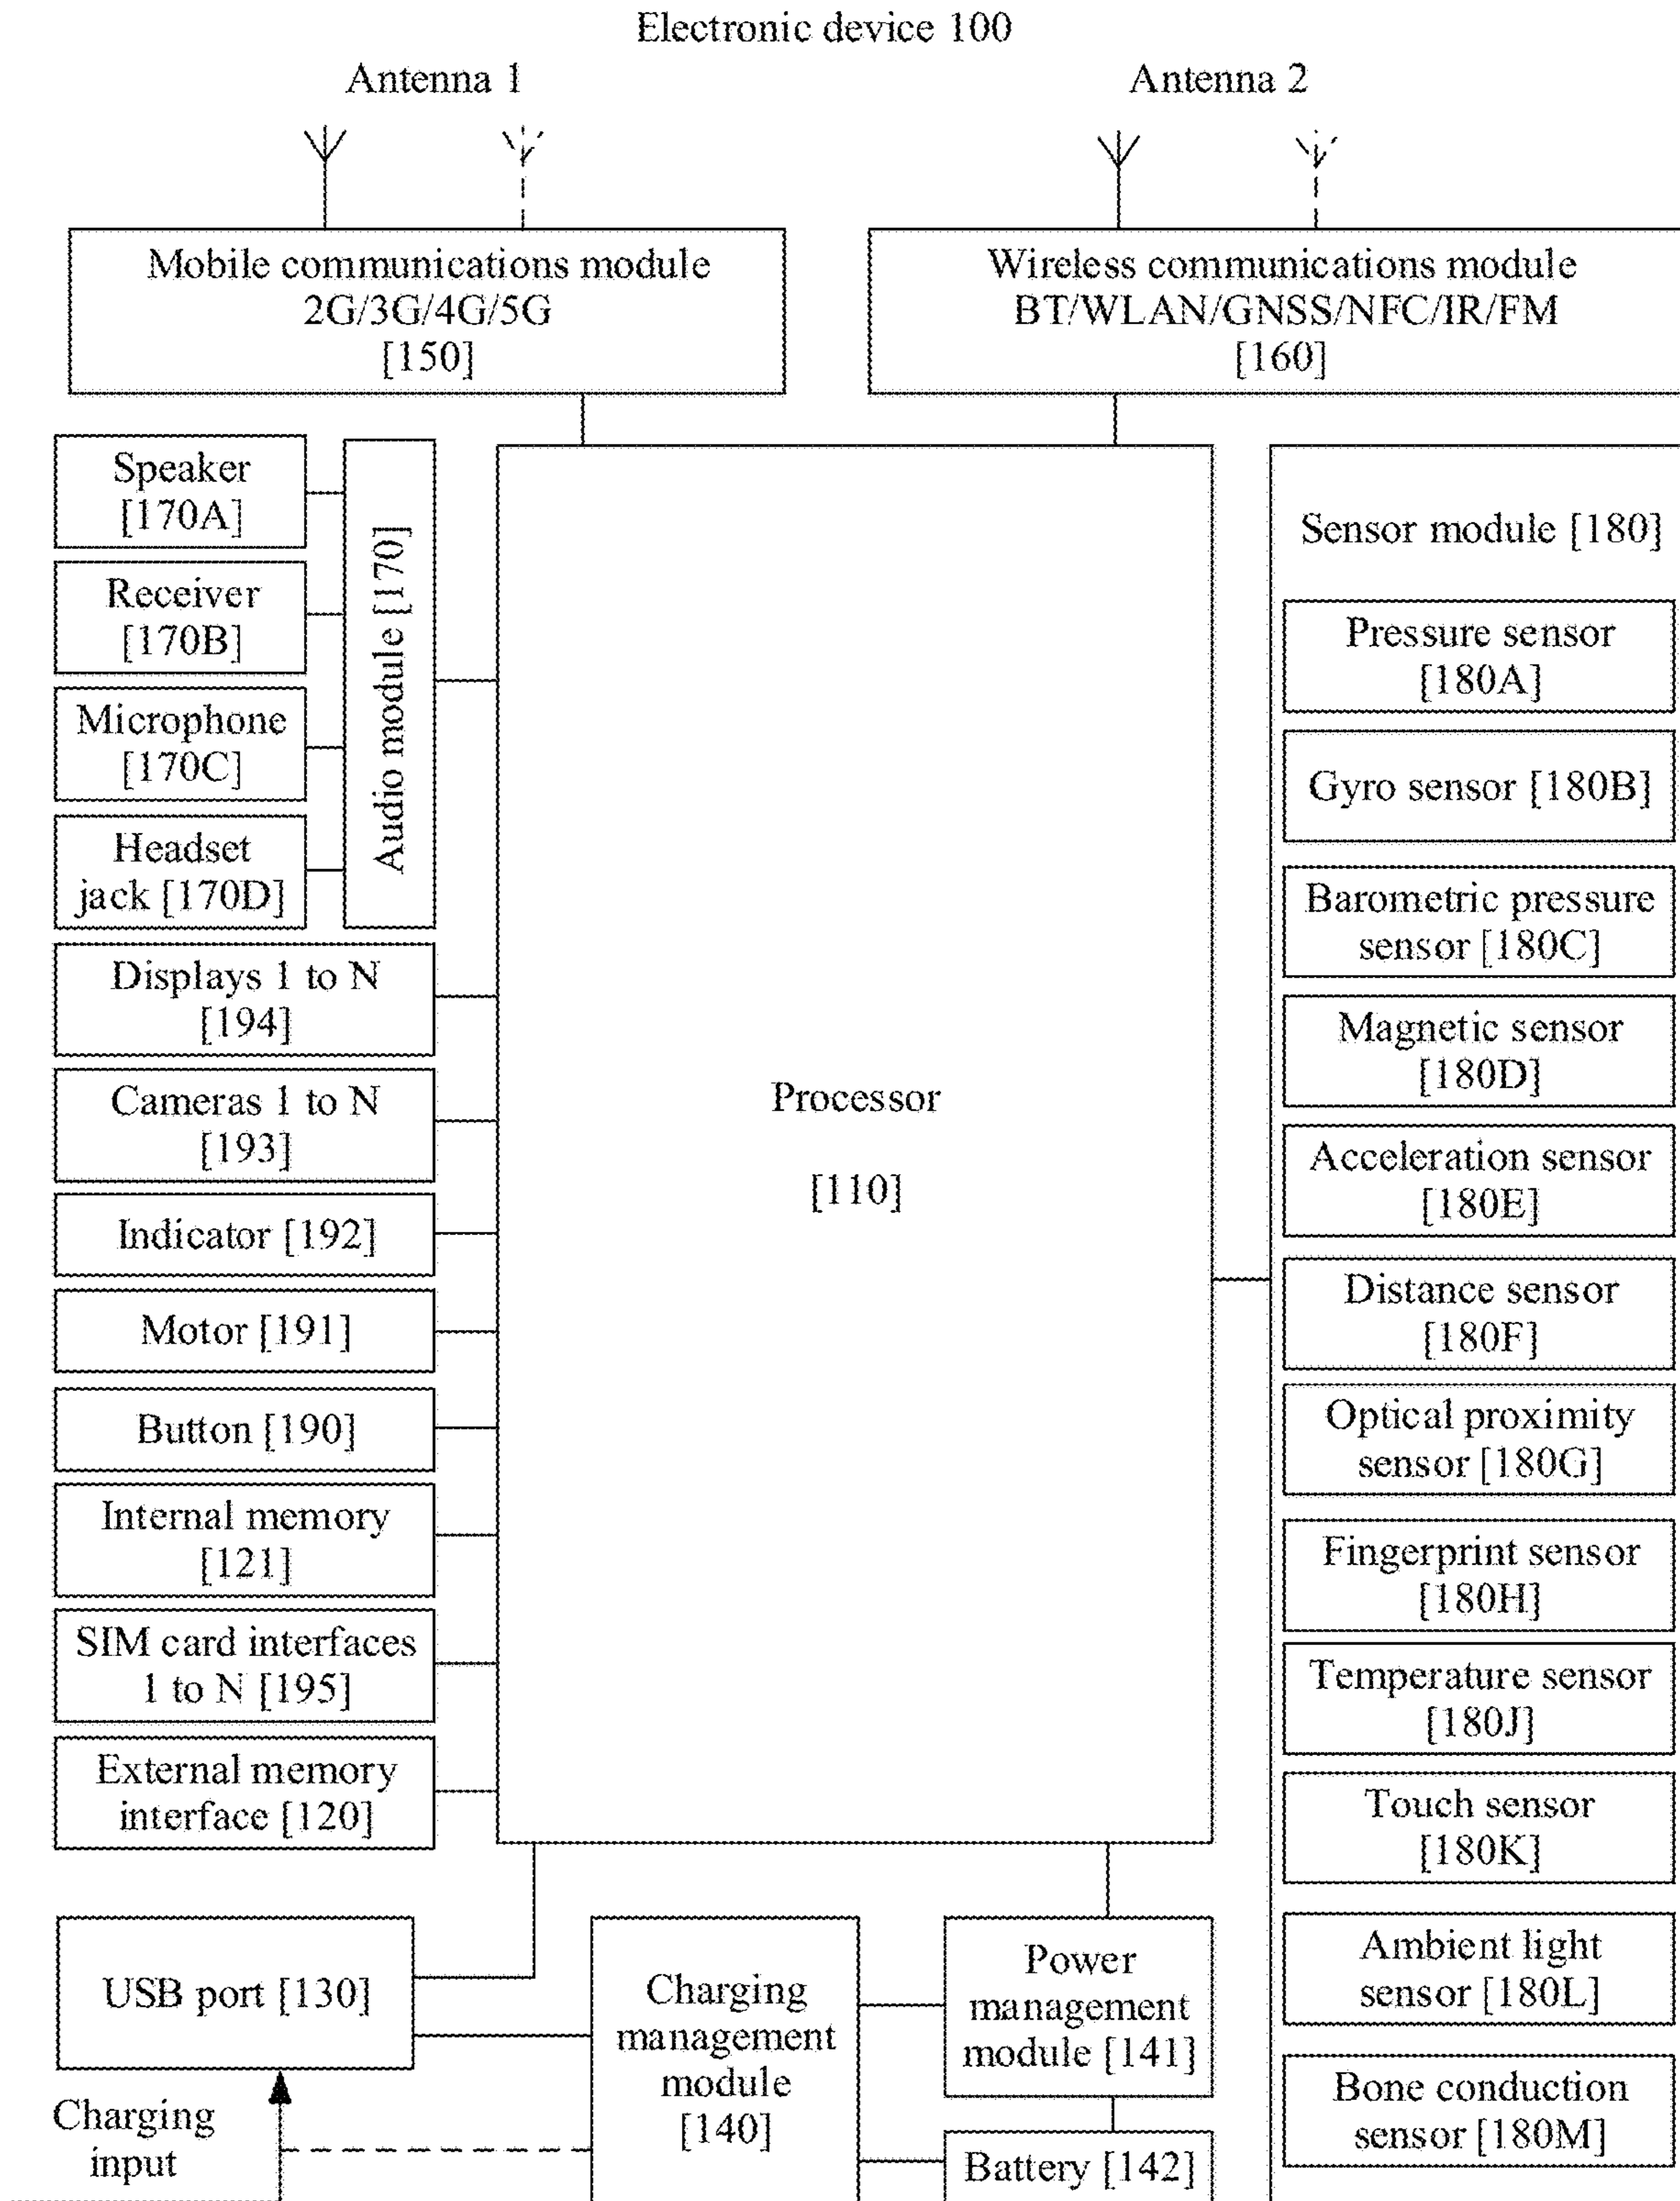 Electronic device 100
Antenna 1
Antenna 2
Mobile communications module
2G/3G/4G/5G
[150]
Wireless communications module
BT/WLAN/GNSS/NFC/IR/FM
[160]
Speaker
[170A]
Receiver
[170B]
Microphone
[170C]
Headset
jack [170D]
Audio module [170]
Displays 1 to N
[194]
Cameras 1 to N
[193]
Indicator [192]
Motor [191]
Button [190]
Internal memory
[121]
SIM card interfaces
1 to N [195]
External memory
interface [120]
Processor
[110]
Sensor module [180]
Pressure sensor
[180A]
Gyro sensor [180B]
Barometric pressure
sensor [180C]
Magnetic sensor
[180D]
Acceleration sensor
[180E]
Distance sensor
[180F]
Optical proximity
sensor [180G]
Fingerprint sensor
[180H]
Temperature sensor
[180J]
Touch sensor
[180K]
Ambient light
sensor [180L]
Bone conduction
sensor [180M]
USB port [130]
Charging
input
Charging
management
module
[140]
Power
management
module [141]
Battery [142]